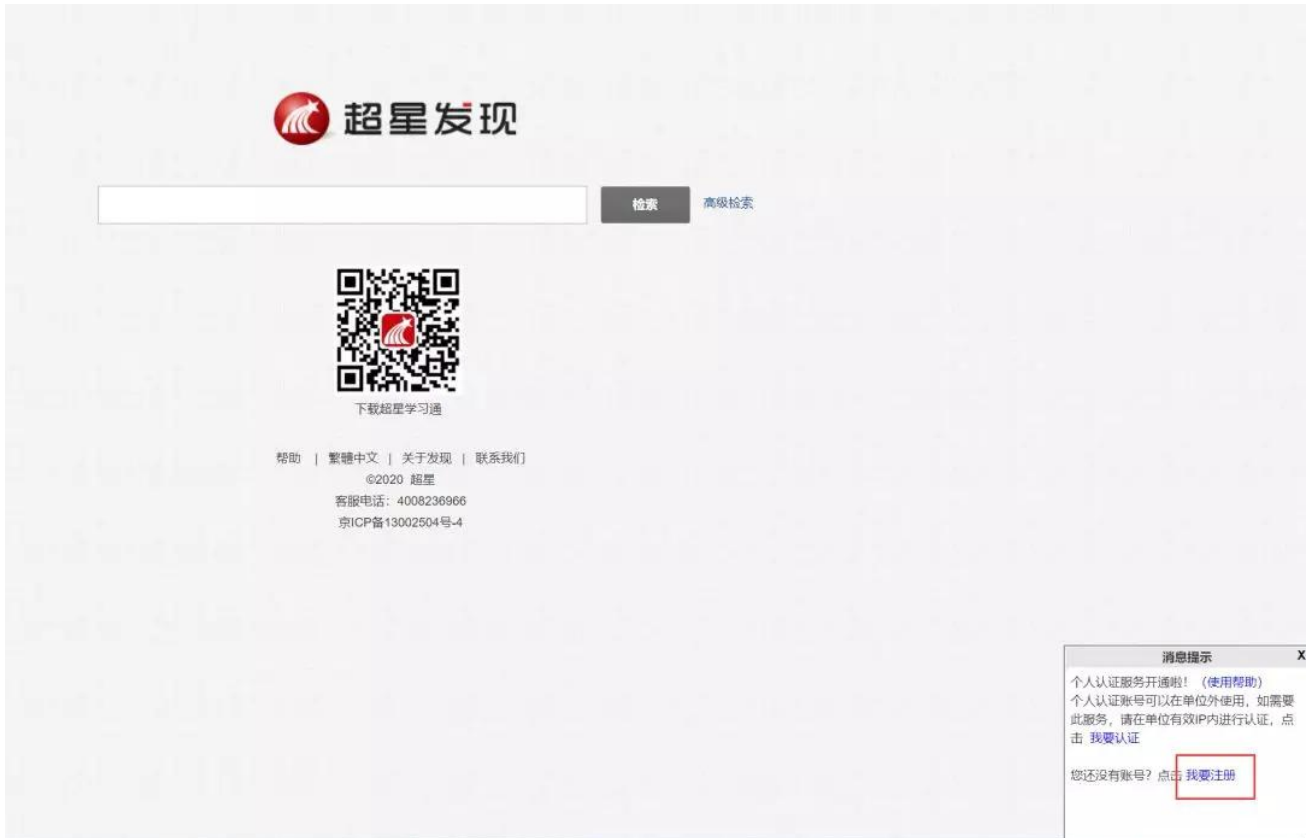 超星发现
检索 高级检索
下载超星学习通
帮助 | 繁體中文 | 关于发现 | 联系我们
©2020 超星
客服电话：4008236966
京ICP备13002504号-4
消息提示 X
个人认证服务开通啦！（使用帮助）
个人认证账号可以在单位外使用，如需要
此服务，请在单位有效IP内进行认证，点
击 我要认证
您还没有账号？点击 我要注册